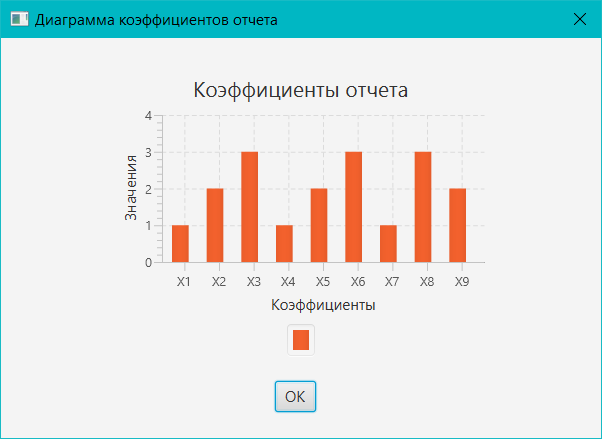 Диаграмма коэффициентов отчета
Коэффициенты отчета
4
3
2
1
0
Значения
X1 X2 X3 X4 X5 X6 X7 X8 X9
Коэффициенты
OK